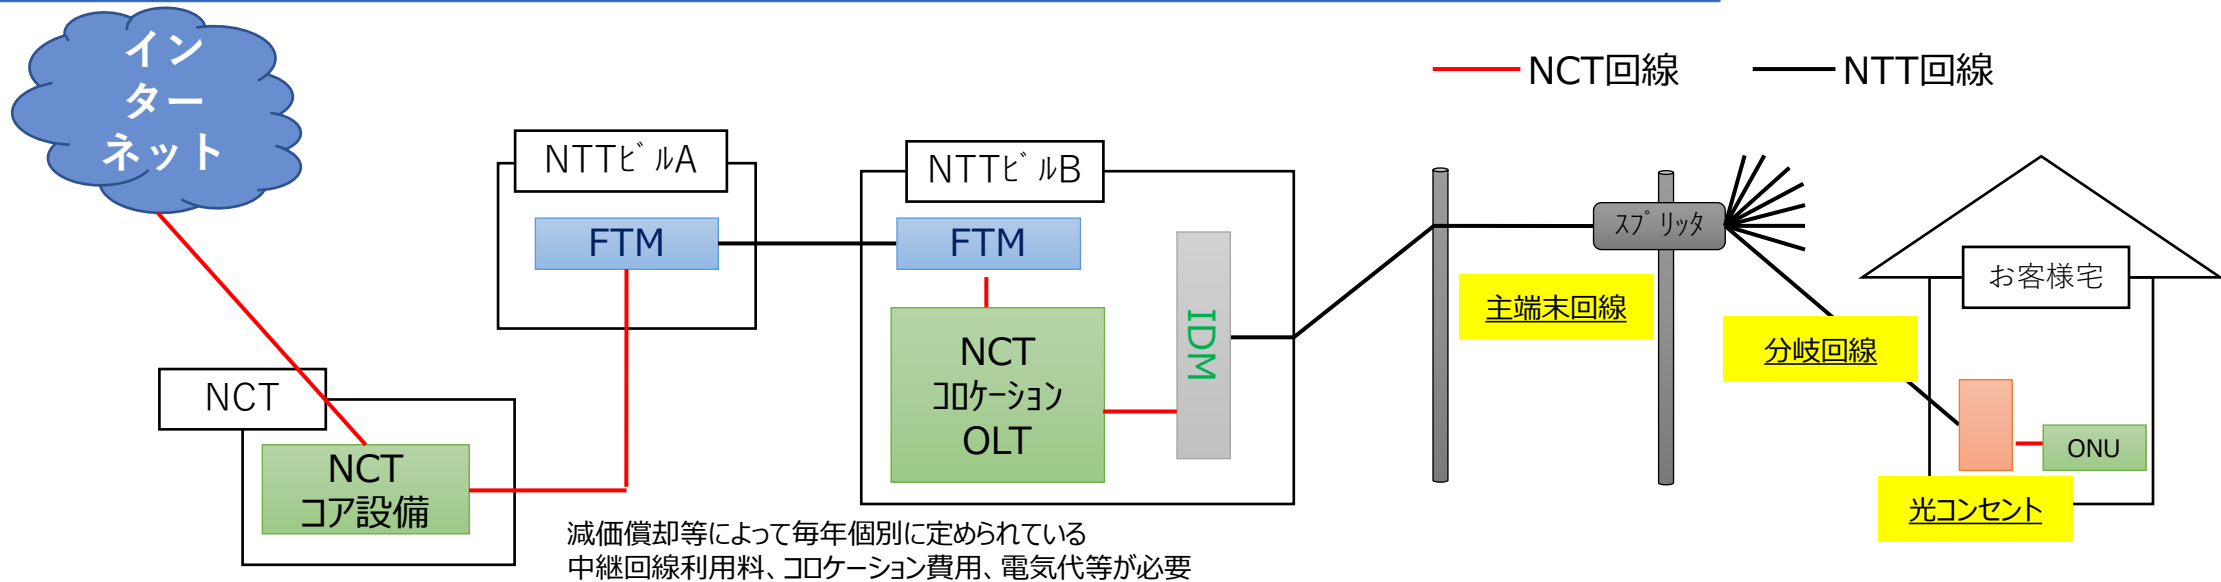 イン
ター
ネット
NCT回線
NTT回線
NTTビルA
NTTビルB
FTM
FTM
スプリッタ
お客様宅
主端末回線
IDM
NCT
コロケーション
OLT
分岐回線
NCT
NCT
コア設備
ONU
光コンセント
減価償却等によって毎年個別に定められている
中継回線利用料、コロケーション費用、電気代等が必要